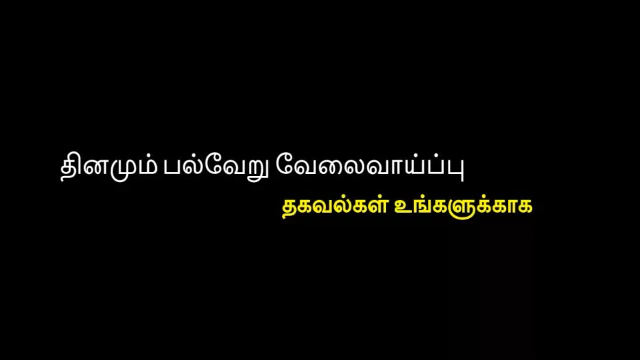 தினமும் பல்வேறு வேலைவாய்ப்பு
தகவல்கள் உங்களுக்காக